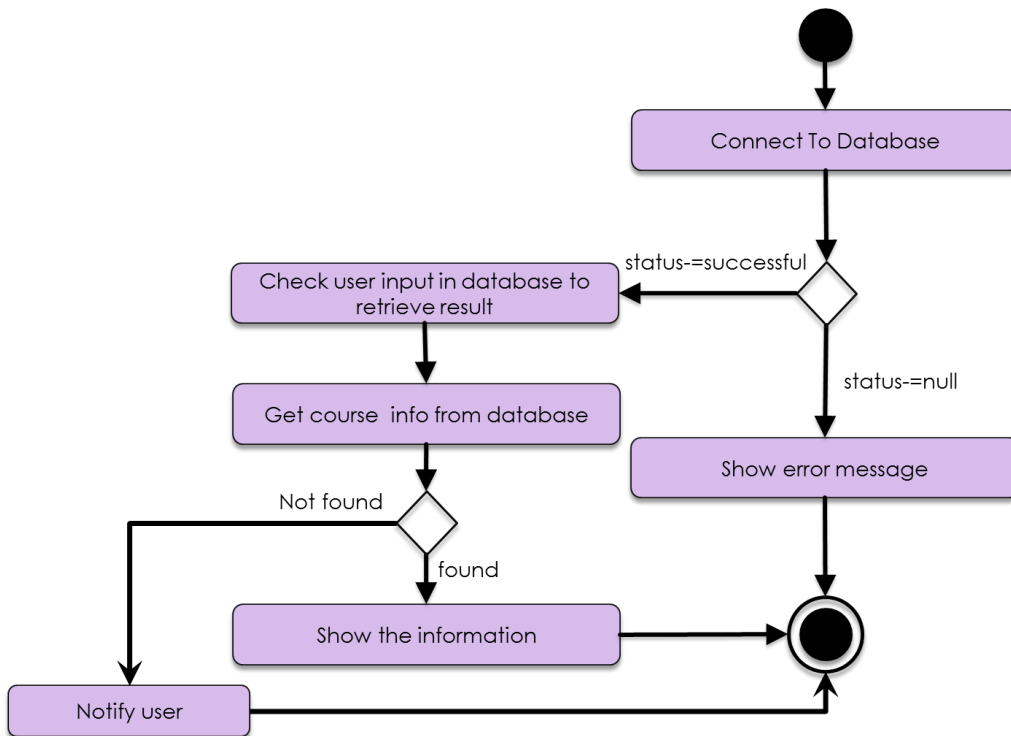 Connect To Database
status-=successful
Check user input in database to
retrieve result
status-=null
Get course info from database
Show error message
Not found
found
Show the information
Notify user